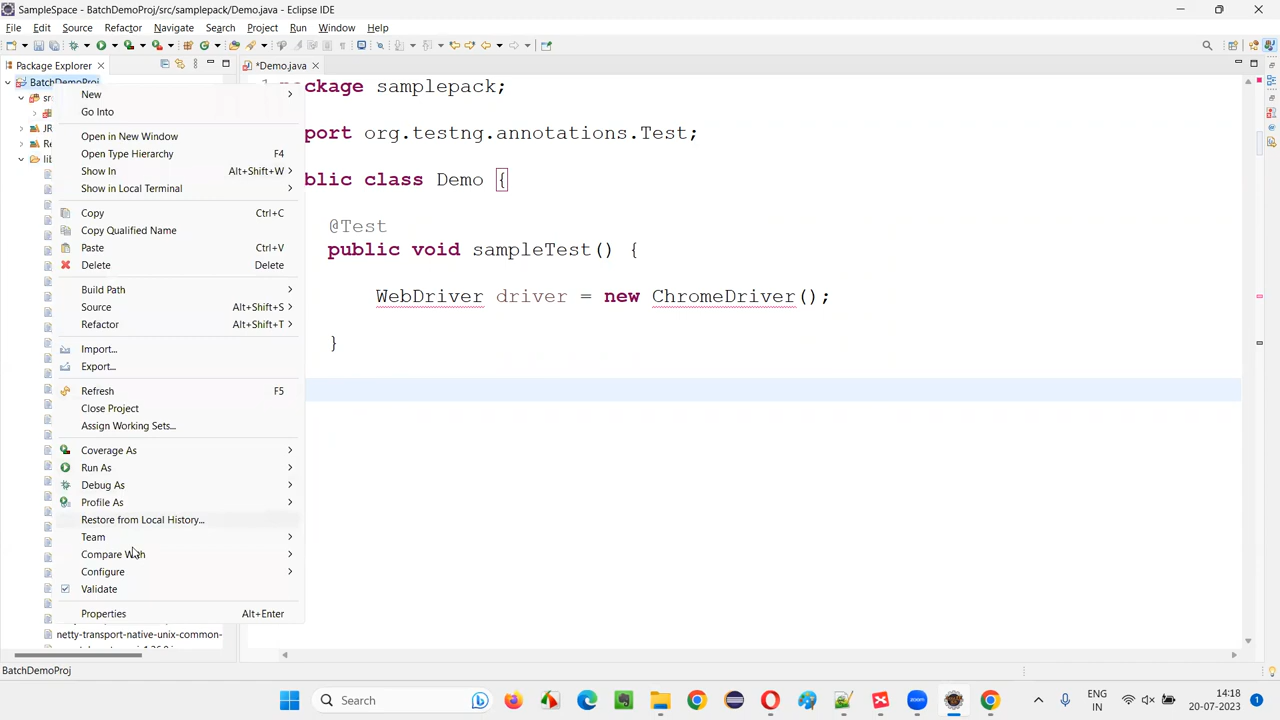 SampleSpace - BatchDemoProj/src/samplepack/Demo.java - Eclipse IDE
File Edit Source Refactor Navigate Search Project Run Window Help
Package Explorer
*Demo.java
BatchDemoProj
New
Go Into
Open in New Window
Open Type Hierarchy F4
Show In Alt+Shift+W
Show in Local Terminal
Copy Ctrl+C
Copy Qualified Name
Paste Ctrl+V
Delete Delete
Build Path
Source Alt+Shift+S
Refactor Alt+Shift+T
Import...
Export...
Refresh F5
Close Project
Assign Working Sets...
Coverage As
Run As
Debug As
Profile As
Restore from Local History...
Team
Compare With
Configure
Validate
Properties Alt+Enter
netty-transport-native-unix-common-
ckage samplepack;
port org.testng.annotations.Test;
blic class Demo {
@Test
public void sampleTest() {
WebDriver driver = new ChromeDriver();
}
BatchDemoProj
Search
ENG
IN
14:18
20-07-2023